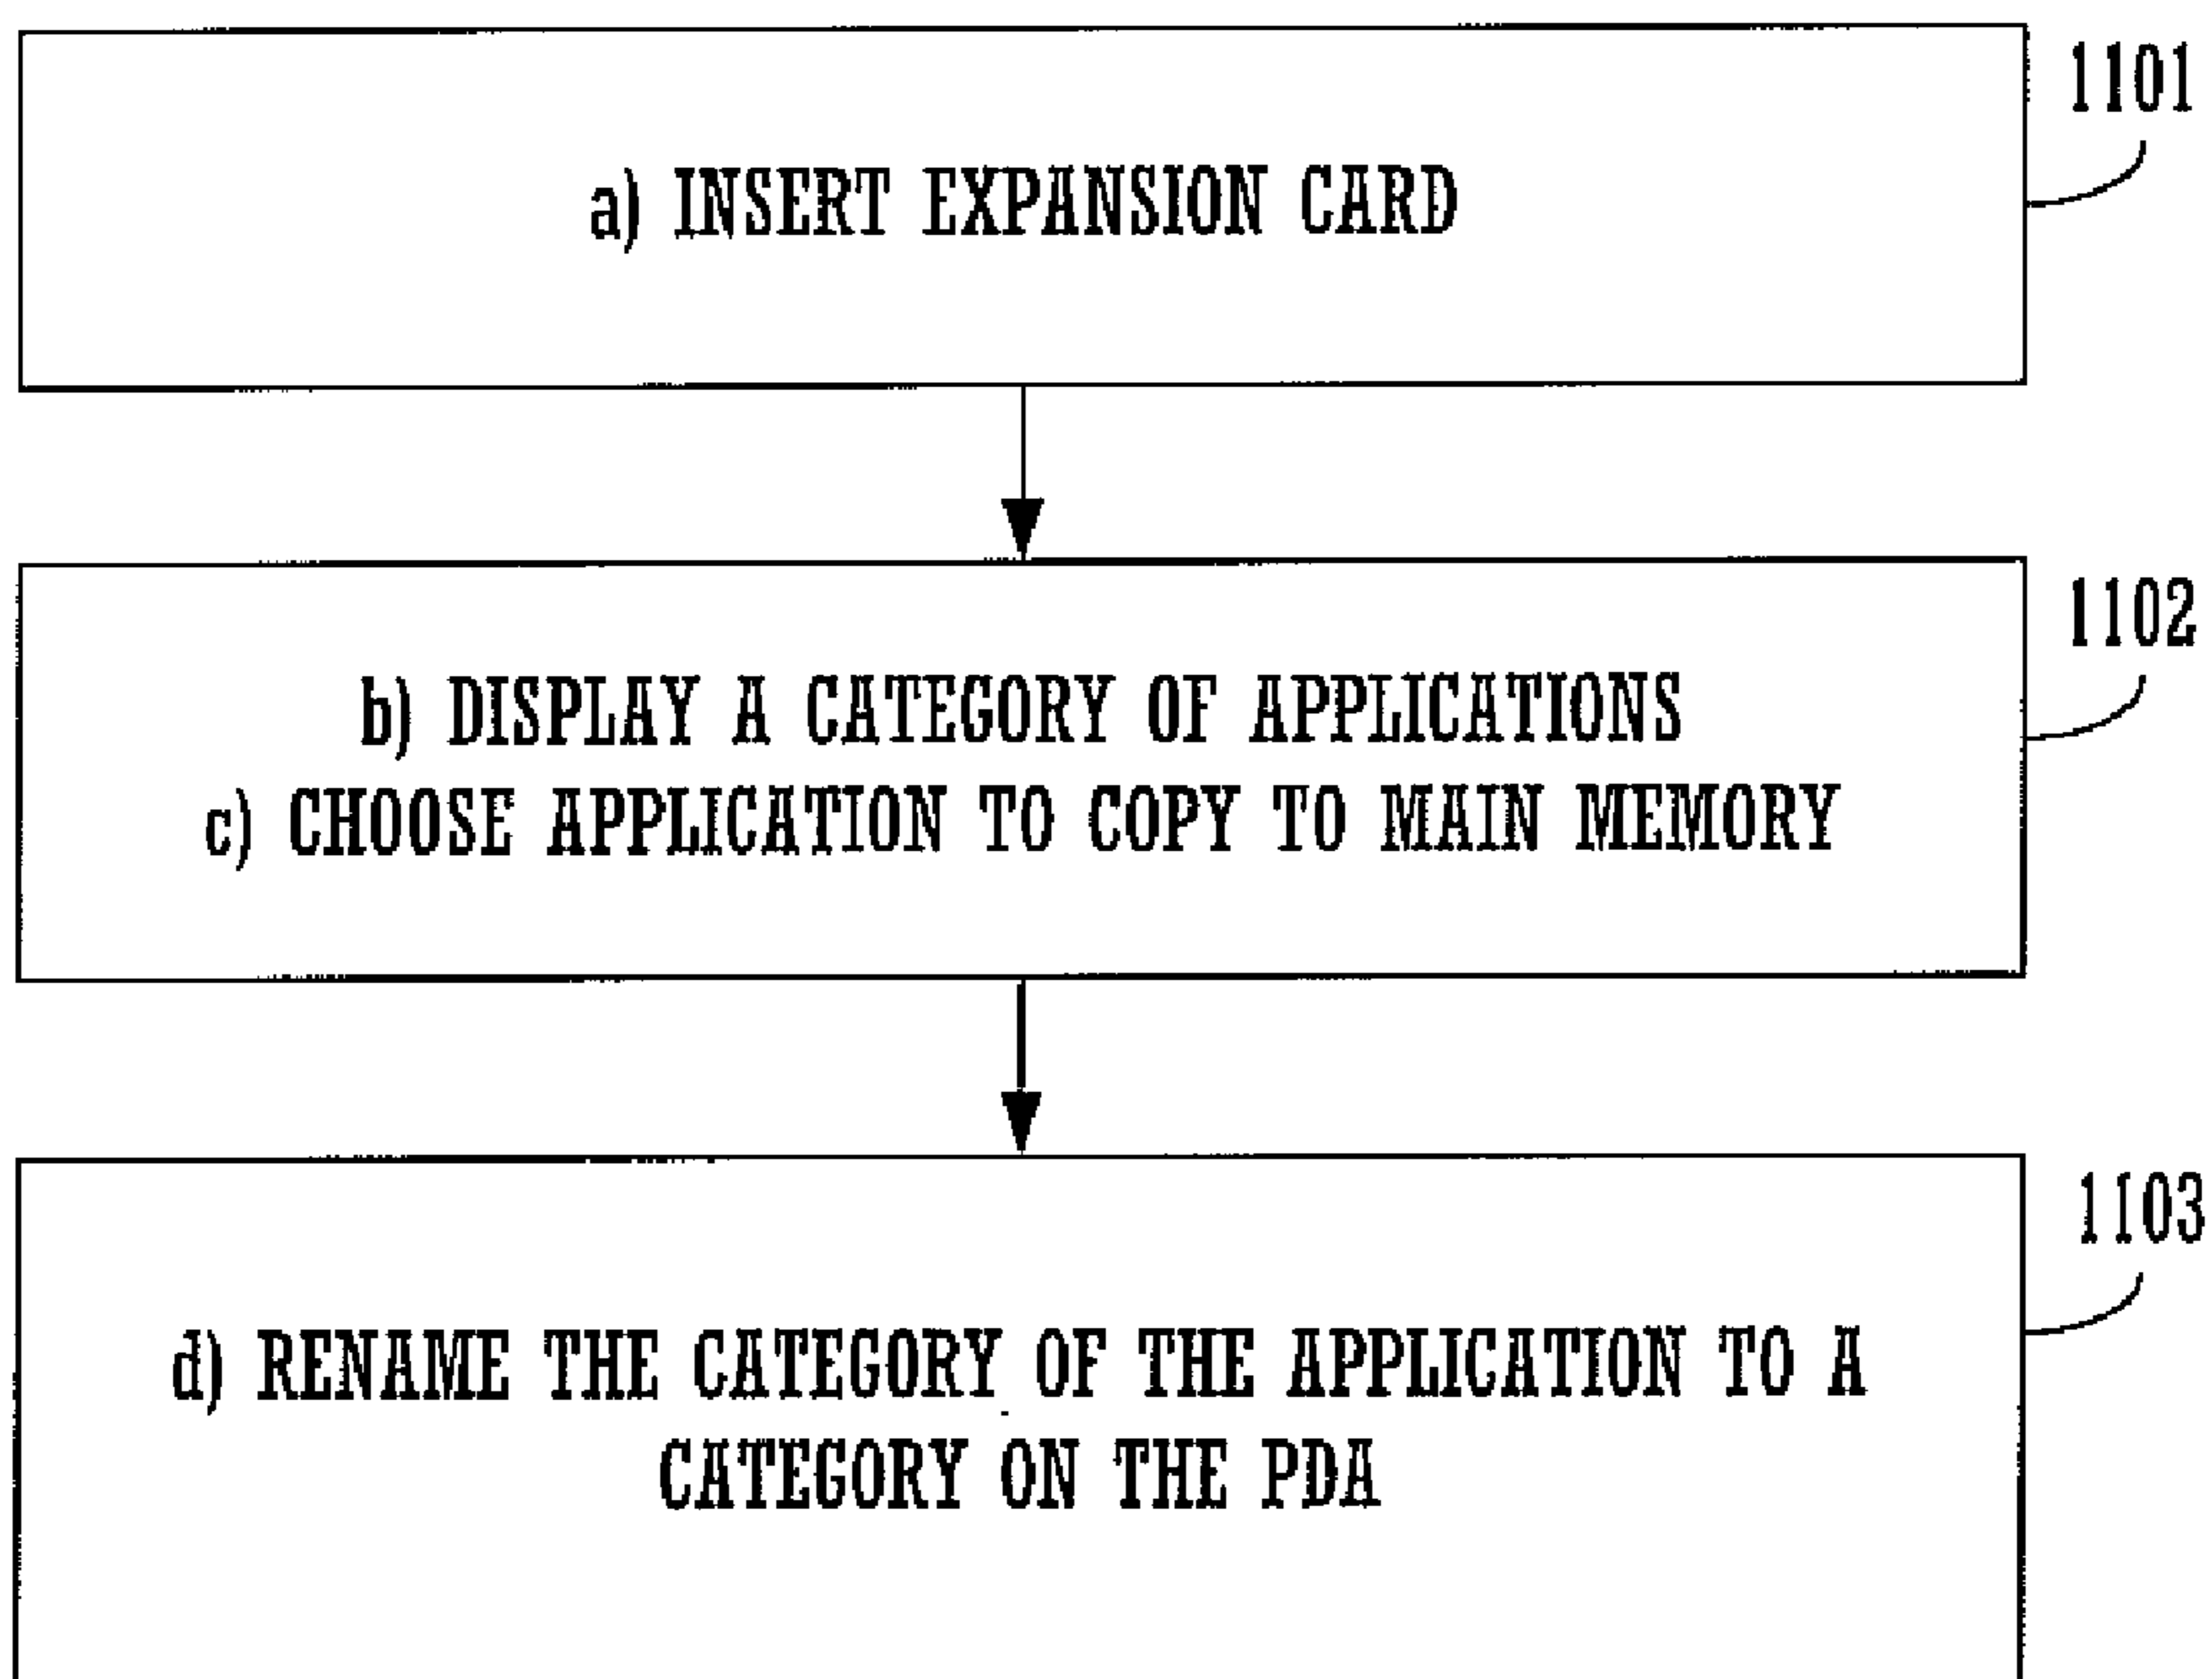 1101
a) INSERT EXPANSION CARD
1102
b) DISPLAY A CATEGORY OF APPLICATIONS
c) CHOOSE APPLICATION TO COPY TO MAIN MEMORY
1103
d) RENAME THE CATEGORY OF THE APPLICATION TO A
CATEGORY ON THE PDA